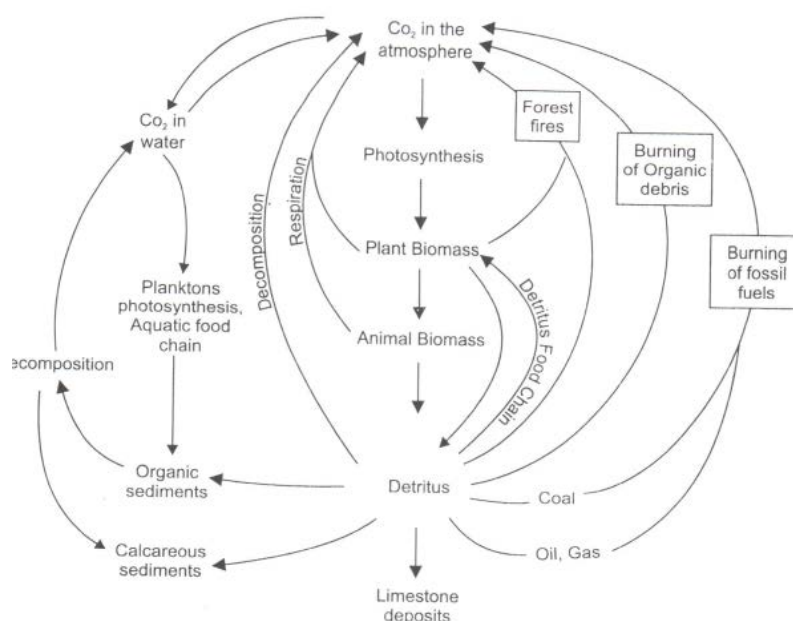 Co₂ in the
atmosphere
Co₂ in
water
Forest
fires
Burning
of Organic
debris
Photosynthesis
Decomposition
Respiration
Plant Biomass
Burning
of fossil
fuels
Planktons
photosynthesis,
Aquatic food
chain
Detritus Food Chain
Animal Biomass
ecomposition
Organic
sediments
Detritus
Coal
Calcareous
sediments
Oil, Gas
Limestone
deposits